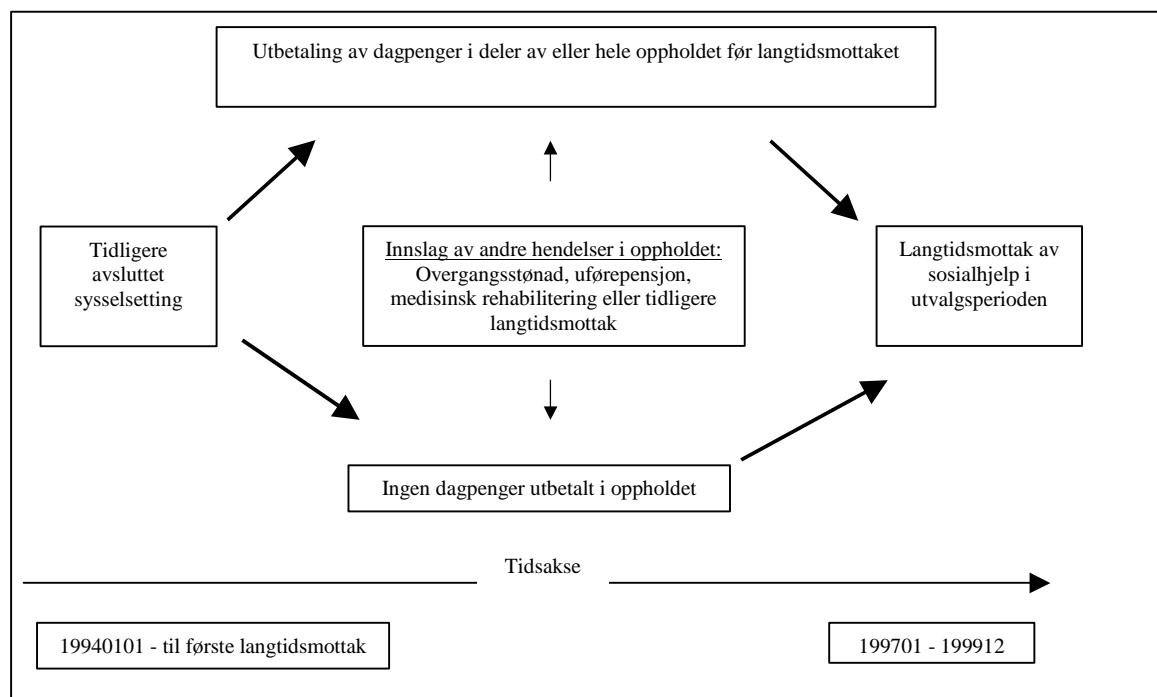 Utbetaling av dagpenger i deler av eller hele oppholdet før langtidsmottaket
Tidligere
avsluttet
sysselsetting
Innslag av andre hendelser i oppholdet:
Overgangsstønad, uførepensjon,
medisinsk rehabilitering eller tidligere
langtidsmottak
Langtidsmottak av
sosialhjelp i
utvalgsperioden
Ingen dagpenger utbetalt i oppholdet
Tidsakse
19940101 - til første langtidsmottak
199701 - 199912